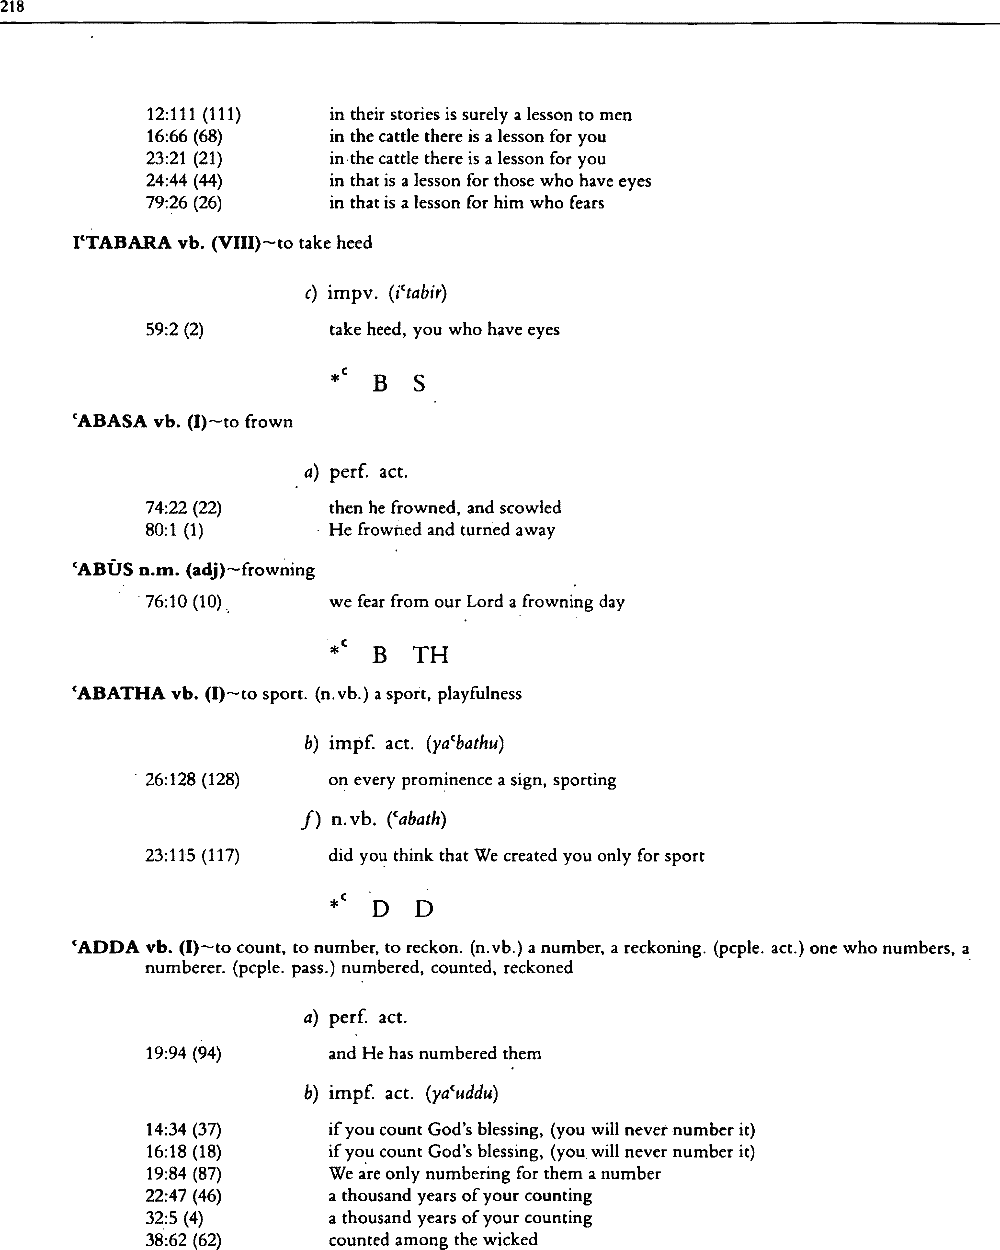 218
12:111 (111) in their stories is surely a lesson to men
16:66 (68) in the cattle there is a lesson for you
23:21 (21) in the cattle there is a lesson for you
24:44 (44) in that is a lesson for those who have eyes
79:26 (26) in that is a lesson for him who fears
IʿTABARA vb. (VIII)~to take heed
c) impv. (iʿtabir)
59:2 (2) take heed, you who have eyes
*ʿ B S
ʿABASA vb. (I)~to frown
a) perf. act.
74:22 (22) then he frowned, and scowled
80:1 (1) He frowned and turned away
ʿABŪS n.m. (adj)~frowning
76:10 (10) we fear from our Lord a frowning day
*ʿ B TH
ʿABATHA vb. (I)~to sport. (n.vb.) a sport, playfulness
b) impf. act. (yaʿbathu)
26:128 (128) on every prominence a sign, sporting
f) n.vb. (ʿabath)
23:115 (117) did you think that We created you only for sport
*ʿ D D
ʿADDA vb. (I)~to count, to number, to reckon. (n.vb.) a number, a reckoning. (pcple. act.) one who numbers, a
numberer. (pcple. pass.) numbered, counted, reckoned
a) perf. act.
19:94 (94) and He has numbered them
b) impf. act. (yaʿuddu)
14:34 (37) if you count God's blessing, (you will never number it)
16:18 (18) if you count God's blessing, (you will never number it)
19:84 (87) We are only numbering for them a number
22:47 (46) a thousand years of your counting
32:5 (4) a thousand years of your counting
38:62 (62) counted among the wicked